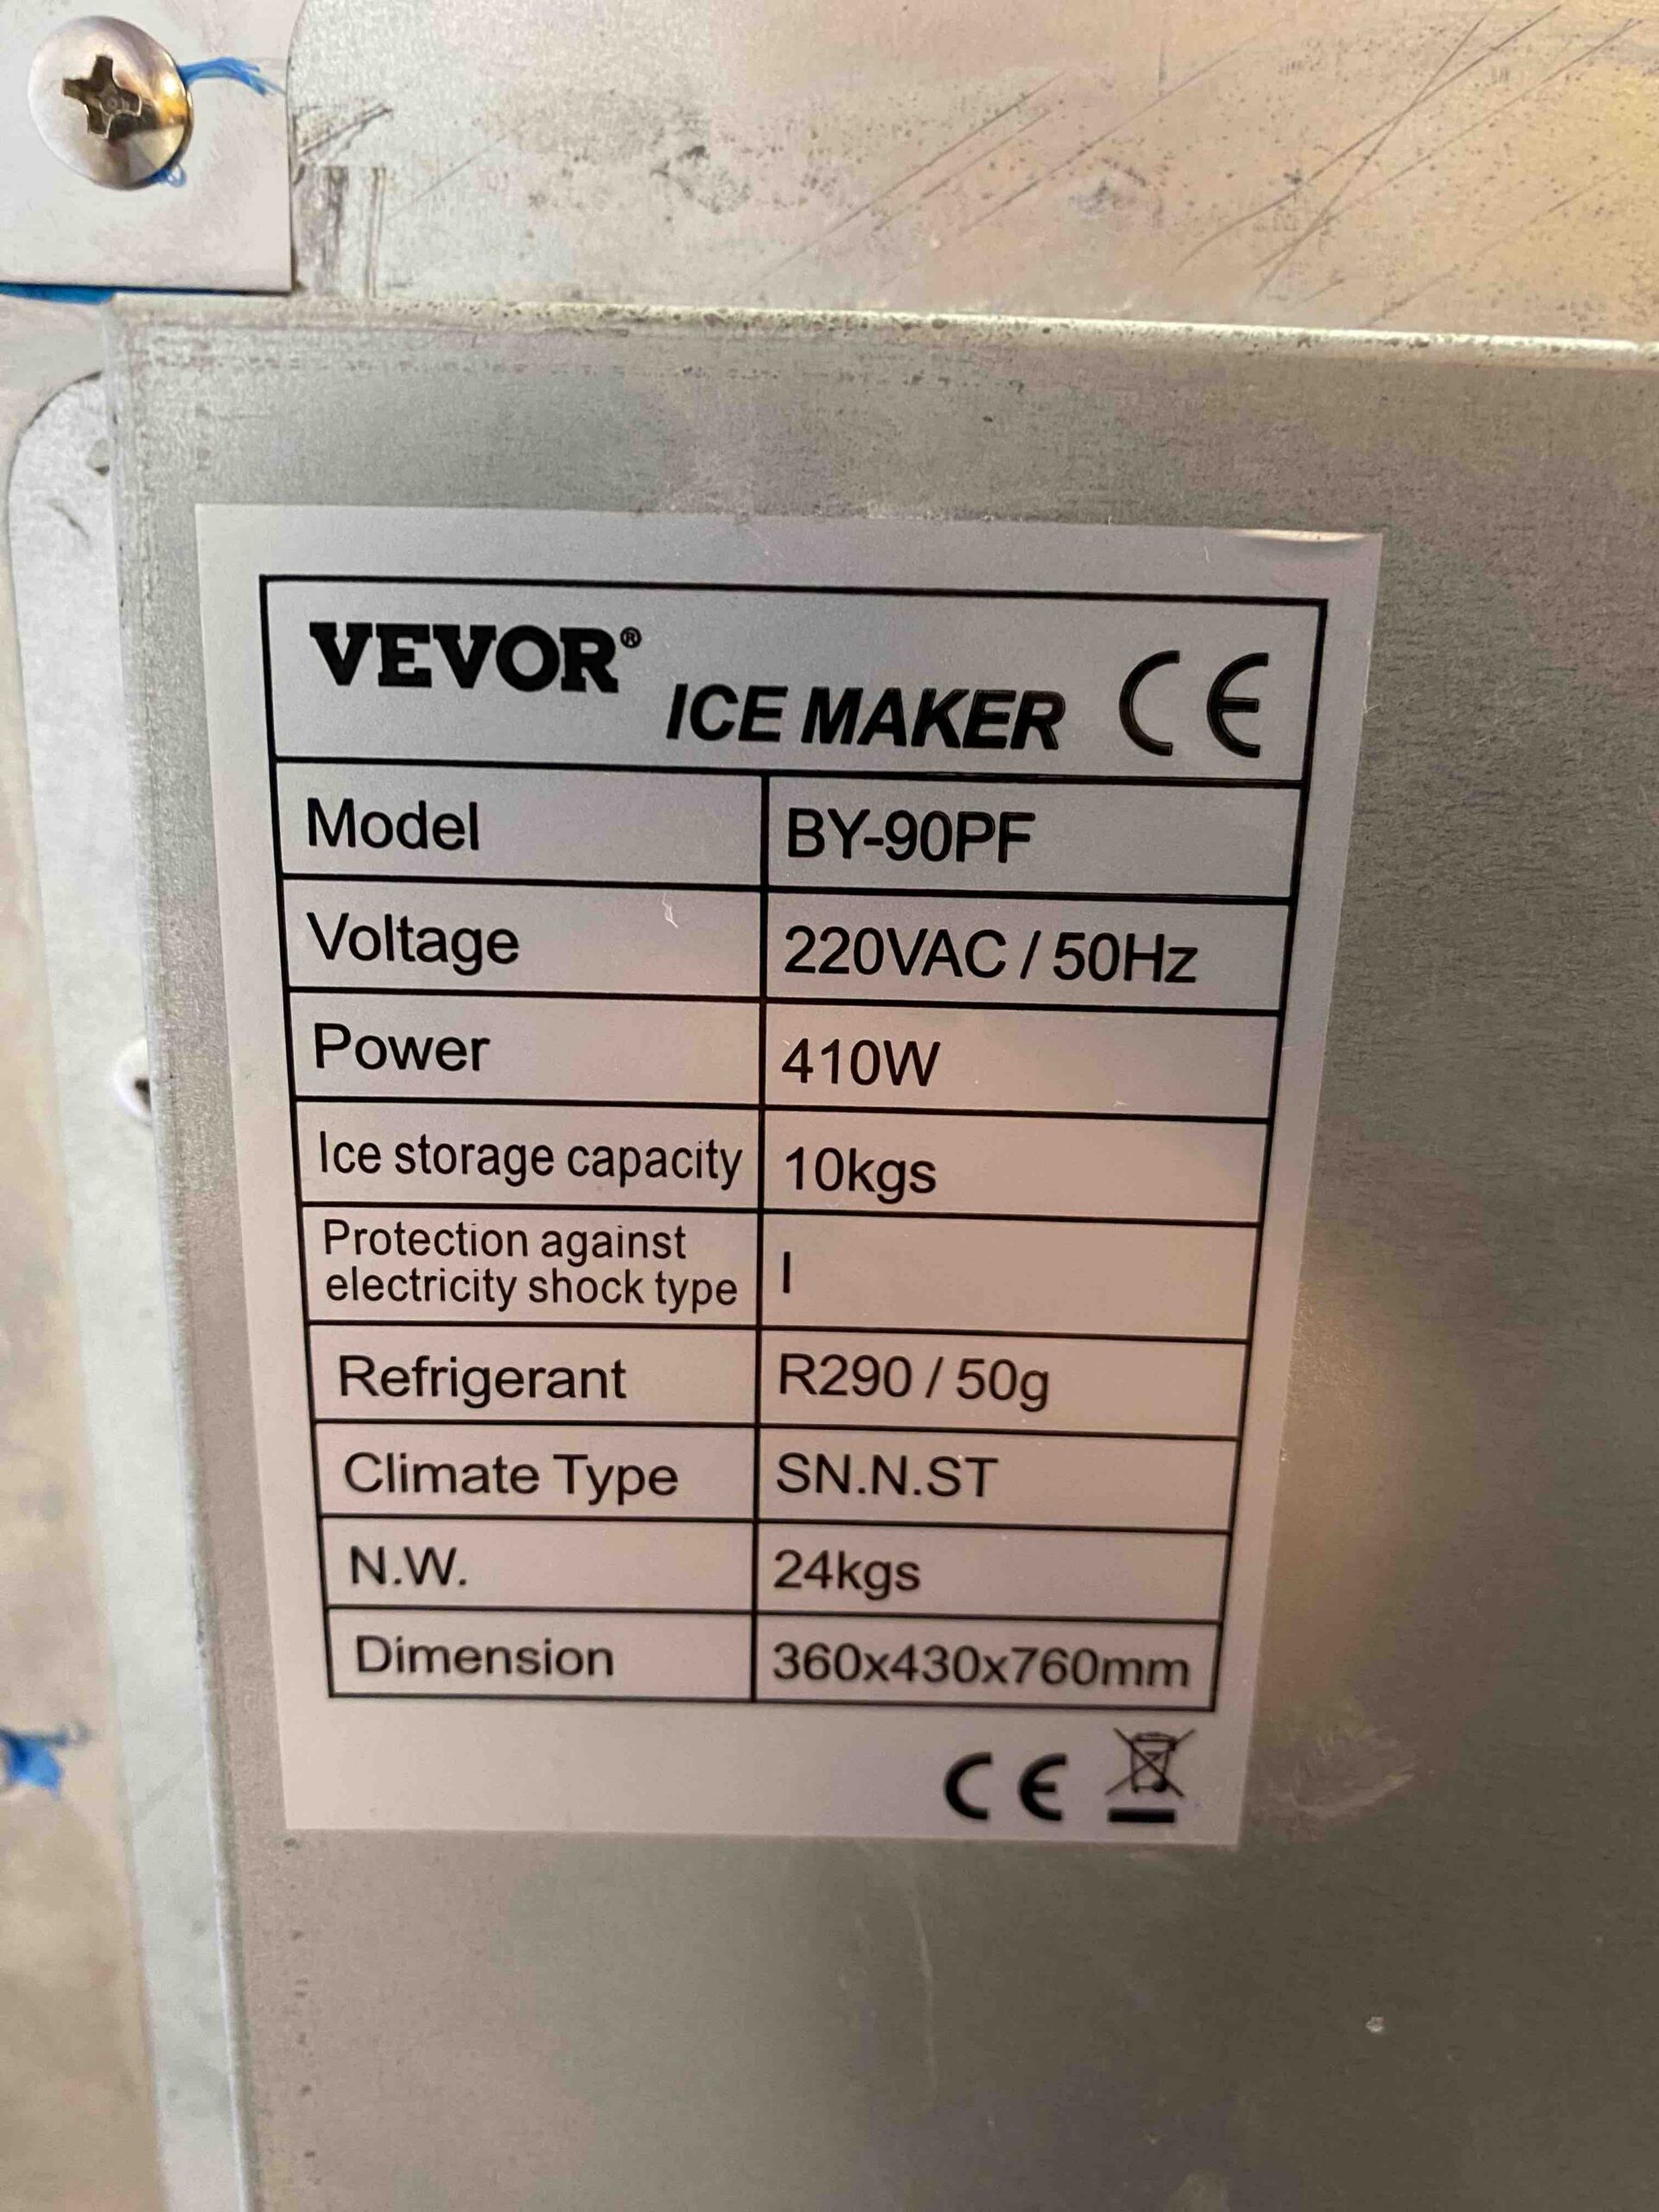 VEVOR®
ICE MAKER CE
Model BY-90PF
Voltage 220VAC / 50Hz
Power 410W
Ice storage capacity 10kgs
Protection against
electricity shock type I
Refrigerant R290 / 50g
Climate Type SN.N.ST
N.W. 24kgs
Dimension 360x430x760mm
CE